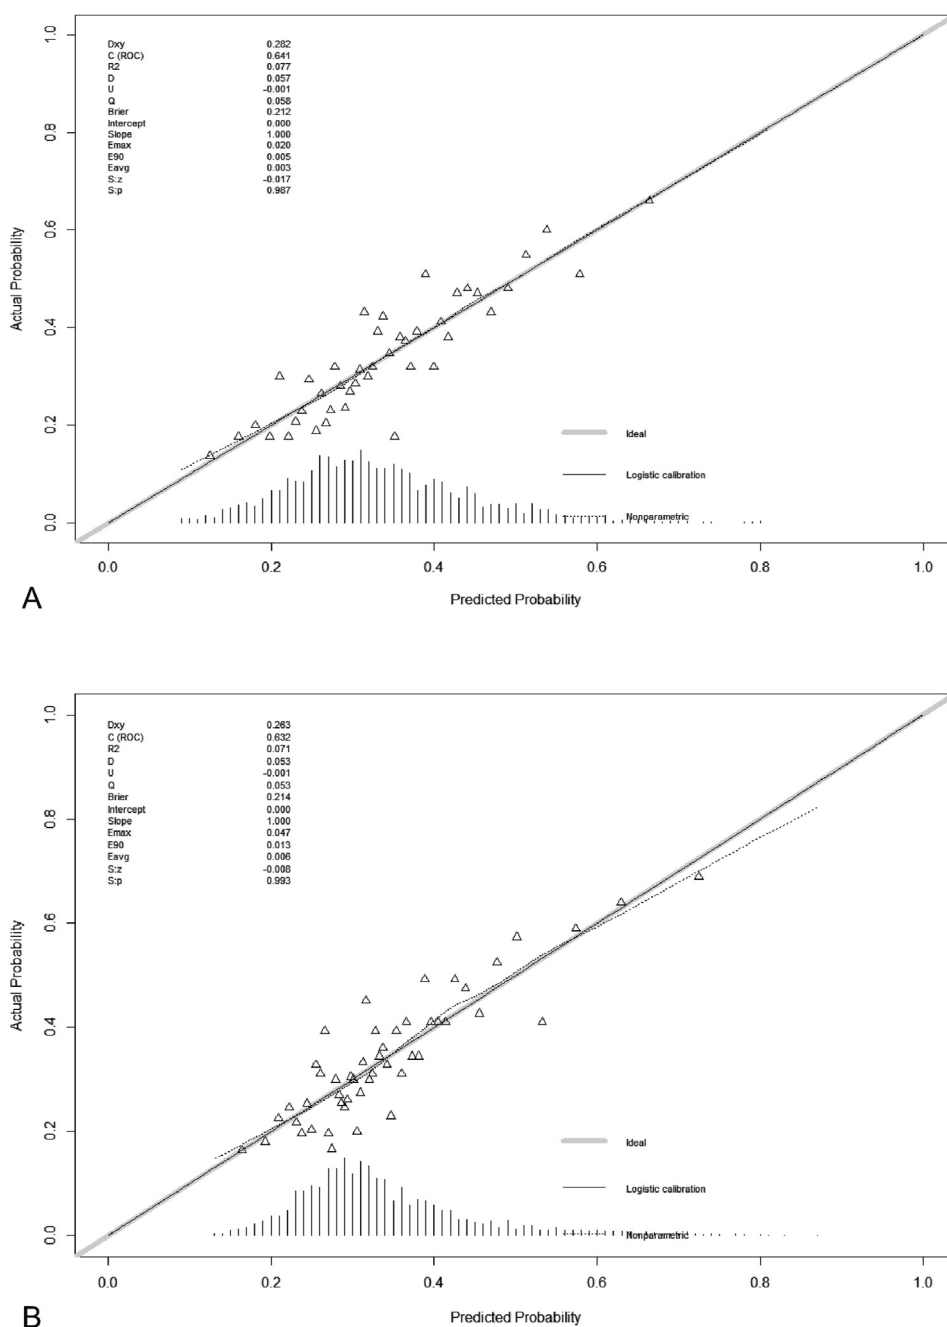 Dxy 0.282
C (ROC) 0.641
R2 0.077
D 0.057
U -0.001
Q 0.058
Brier 0.212
Intercept 0.000
Slope 1.000
Emax 0.020
E90 0.005
Eavg 0.003
S:z -0.017
S:p 0.987
1.0
0.8
0.6
0.4
0.2
0.0
Actual Probability
Ideal
Logistic calibration
Nonparametric
0.0 0.2 0.4 0.6 0.8 1.0
Predicted Probability
A
Dxy 0.263
C (ROC) 0.632
R2 0.071
D 0.053
U -0.001
Q 0.053
Brier 0.214
Intercept 0.000
Slope 1.000
Emax 0.047
E90 0.013
Eavg 0.006
S:z -0.008
S:p 0.993
1.0
0.8
0.6
0.4
0.2
0.0
Actual Probability
Ideal
Logistic calibration
Nonparametric
0.0 0.2 0.4 0.6 0.8 1.0
Predicted Probability
B